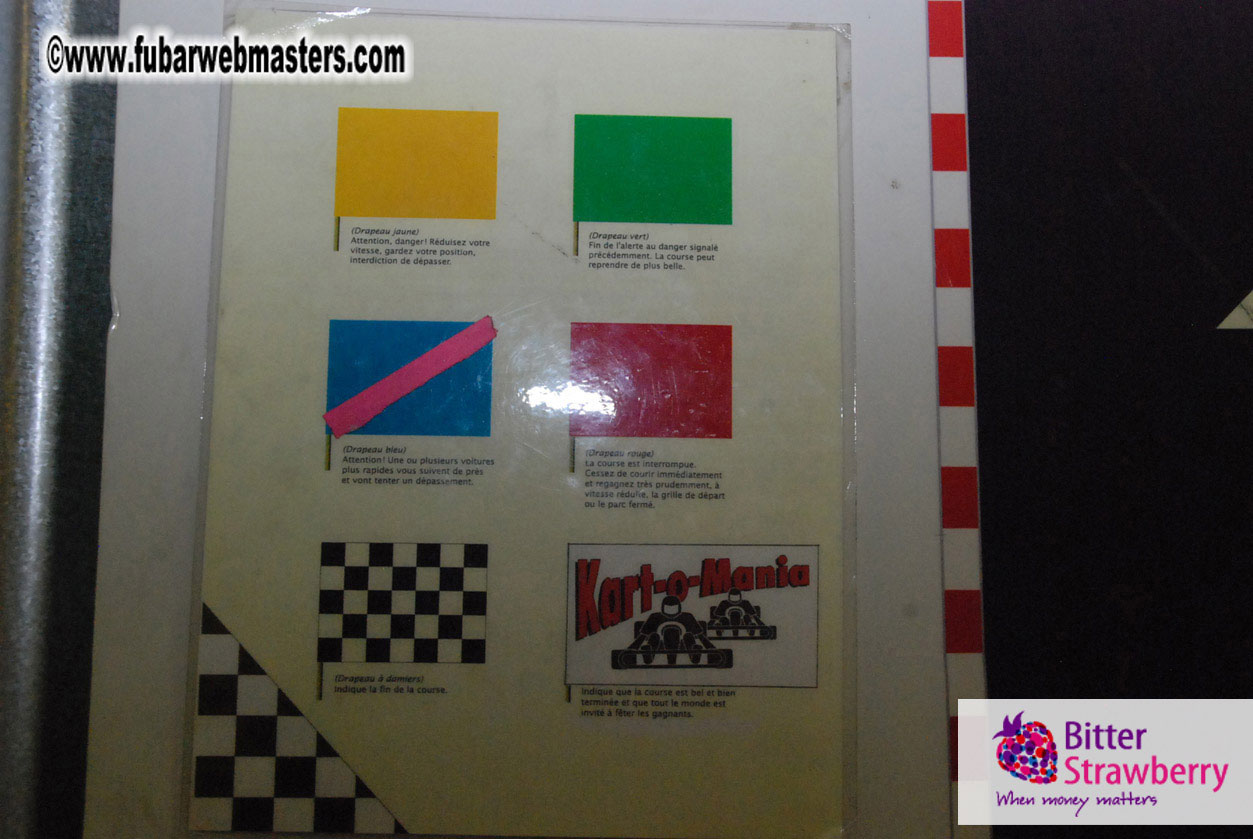 ©www.fubarwebmasters.com
(Drapeau jaune)
Attention, danger! Réduisez votre
vitesse, gardez votre position,
interdiction de dépasser.
(Drapeau vert)
Fin de l'alerte au danger signalé
précédemment. La course peut
reprendre de plus belle.
(Drapeau bleu)
Attention! Une ou plusieurs voitures
plus rapides vous suivent de près
et vont tenter un dépassement.
(Drapeau rouge)
La course est interrompue.
Cessez de courir immédiatement
et regagnez très prudemment, à
vitesse réduite, la grille de départ
ou le parc fermé.
(Drapeau à damiers)
Indique la fin de la course.
Kart-o-Mania
Indique que la course est bel et bien
terminée et que tout le monde est
invité à fêter les gagnants.
Bitter
Strawberry
When money matters